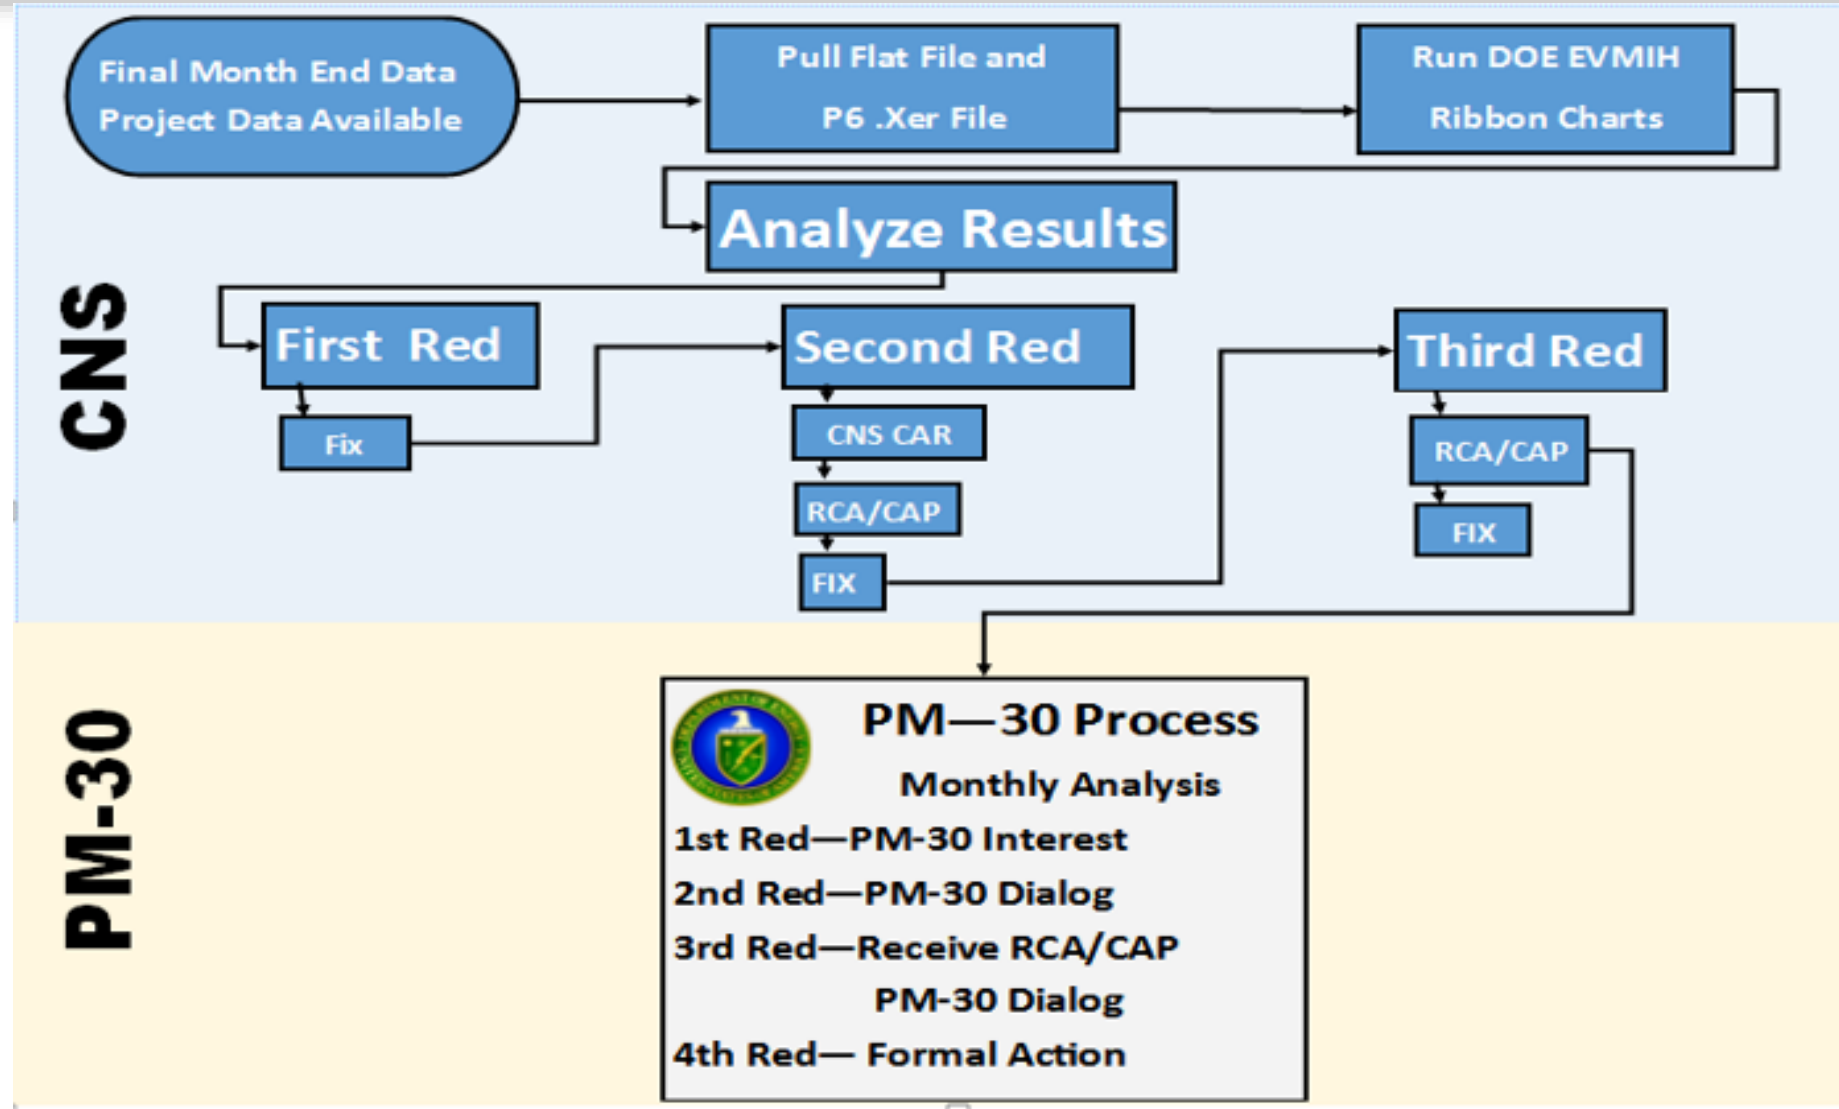 Final Month End Data
Project Data Available
Pull Flat File and
P6 .Xer File
Run DOE EVMIH
Ribbon Charts
Analyze Results
CNS
First Red
Second Red
Third Red
Fix
CNS CAR
RCA/CAP
FIX
RCA/CAP
FIX
PM-30
PM—30 Process
Monthly Analysis
1st Red—PM-30 Interest
2nd Red—PM-30 Dialog
3rd Red—Receive RCA/CAP
PM-30 Dialog
4th Red— Formal Action